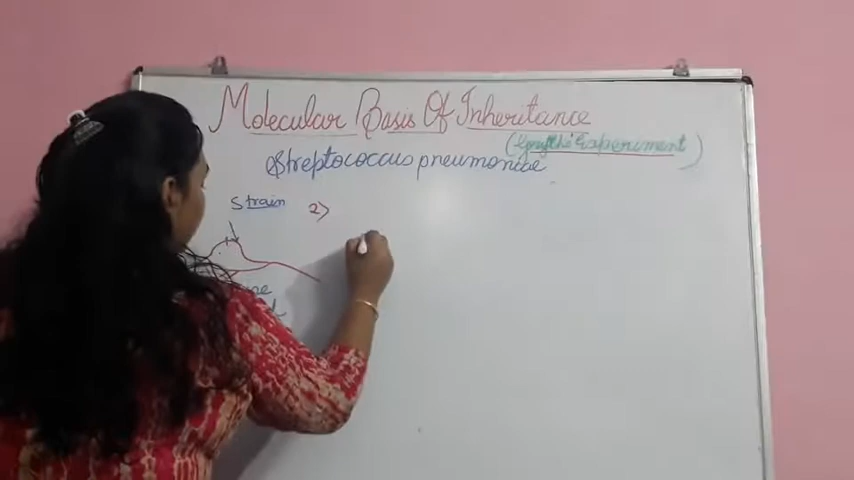 Molecular Basis Of Inheritance
(Griffith's Experiment)
Streptococcus pneumoniae
Strain 2>